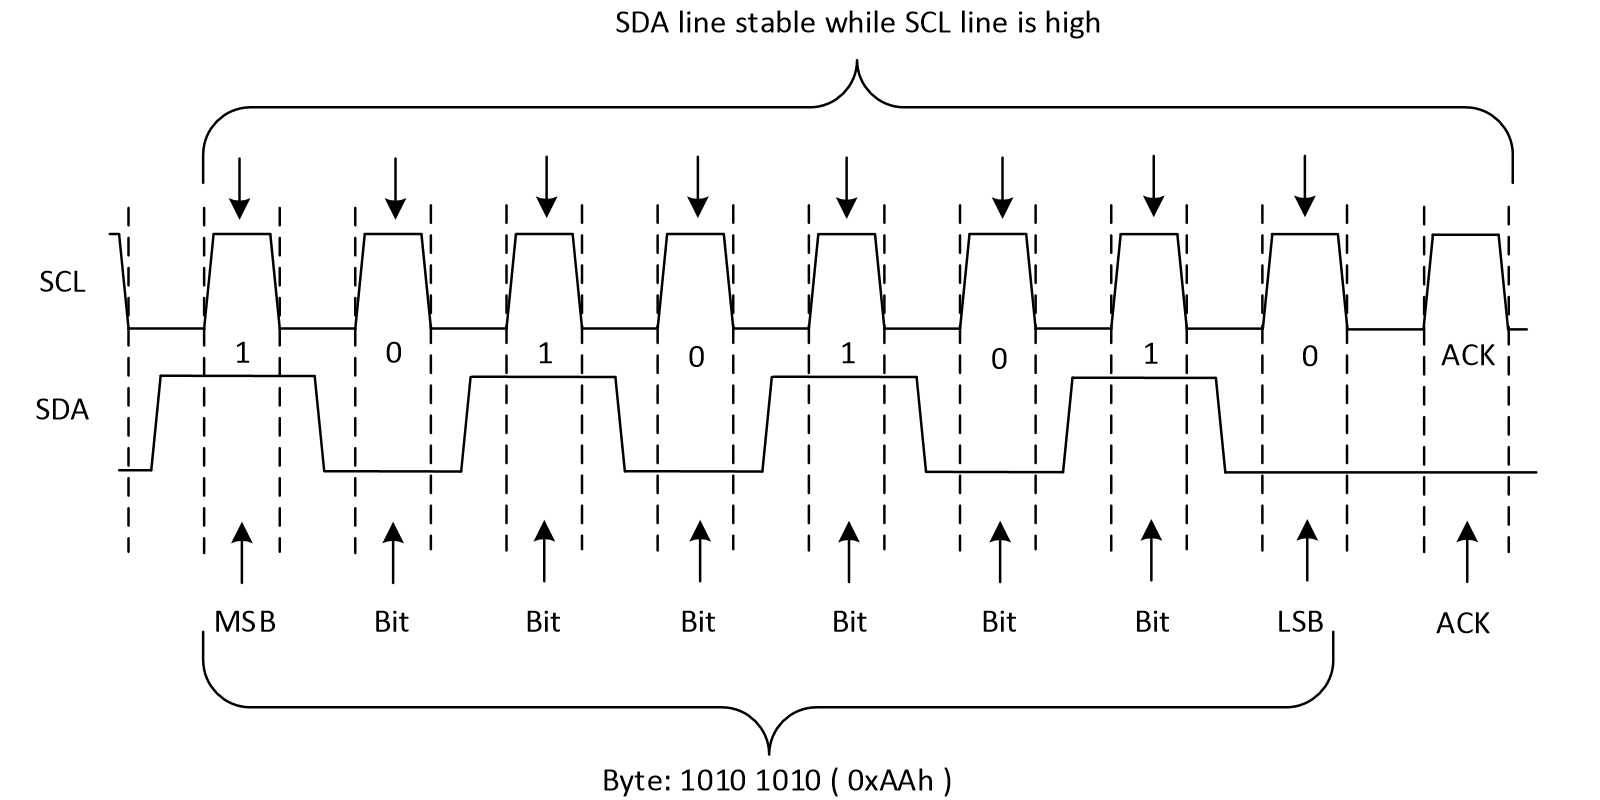 SDA line stable while SCL line is high
SCL
1 0 1 0 1 0 1 0 ACK
SDA
MSB Bit Bit Bit Bit Bit Bit LSB ACK
Byte: 1010 1010 ( 0xAAh )